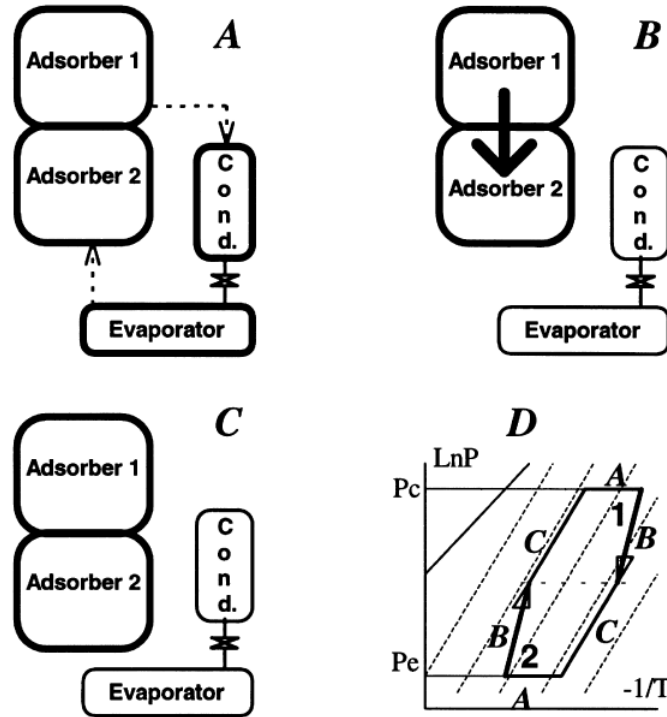 A
Adsorber 1
Adsorber 2
C
o
n
d.
Evaporator
B
Adsorber 1
Adsorber 2
C
o
n
d.
Evaporator
C
Adsorber 1
Adsorber 2
C
o
n
d.
Evaporator
D
LnP
Pc
A
1
B
C
C
B
2
Pe
A
-1/T